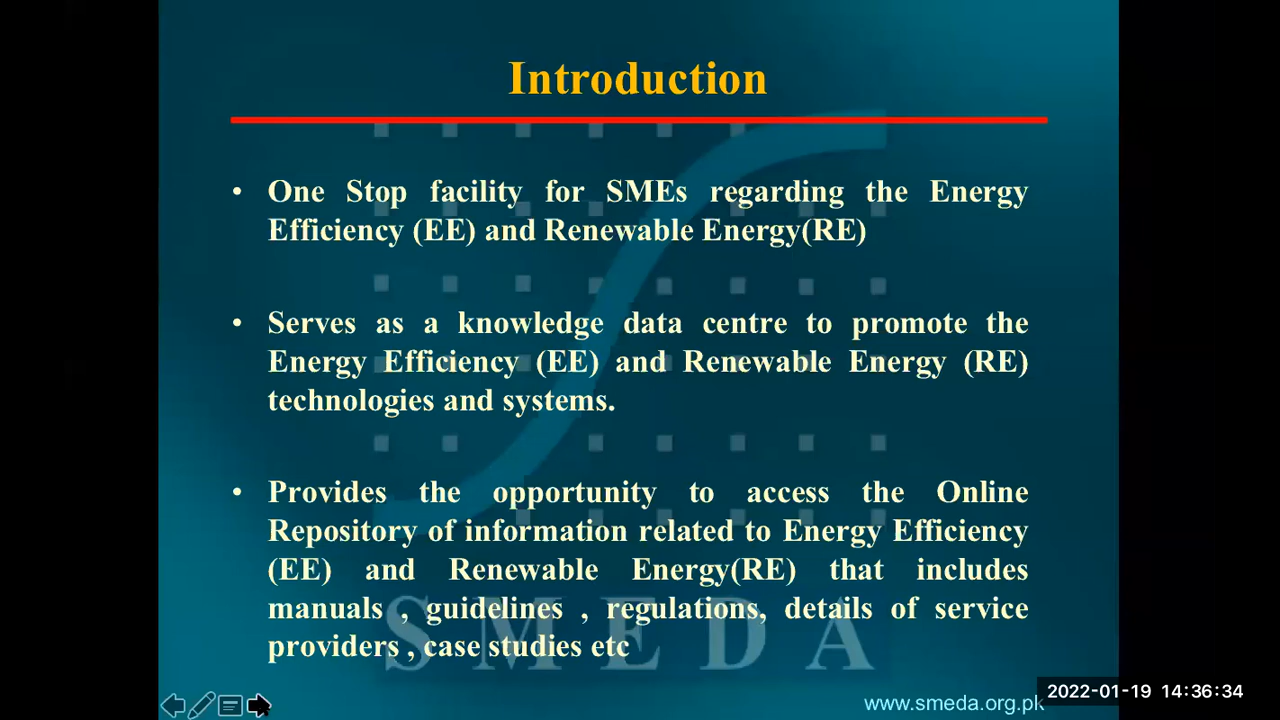 Introduction
• One Stop facility for SMEs regarding the Energy
Efficiency (EE) and Renewable Energy(RE)
• Serves as a knowledge data centre to promote the
Energy Efficiency (EE) and Renewable Energy (RE)
technologies and systems.
• Provides the opportunity to access the Online
Repository of information related to Energy Efficiency
(EE) and Renewable Energy(RE) that includes
manuals , guidelines , regulations, details of service
providers , case studies etc
SMEDA
www.smeda.org.pk
2022-01-19 14:36:34